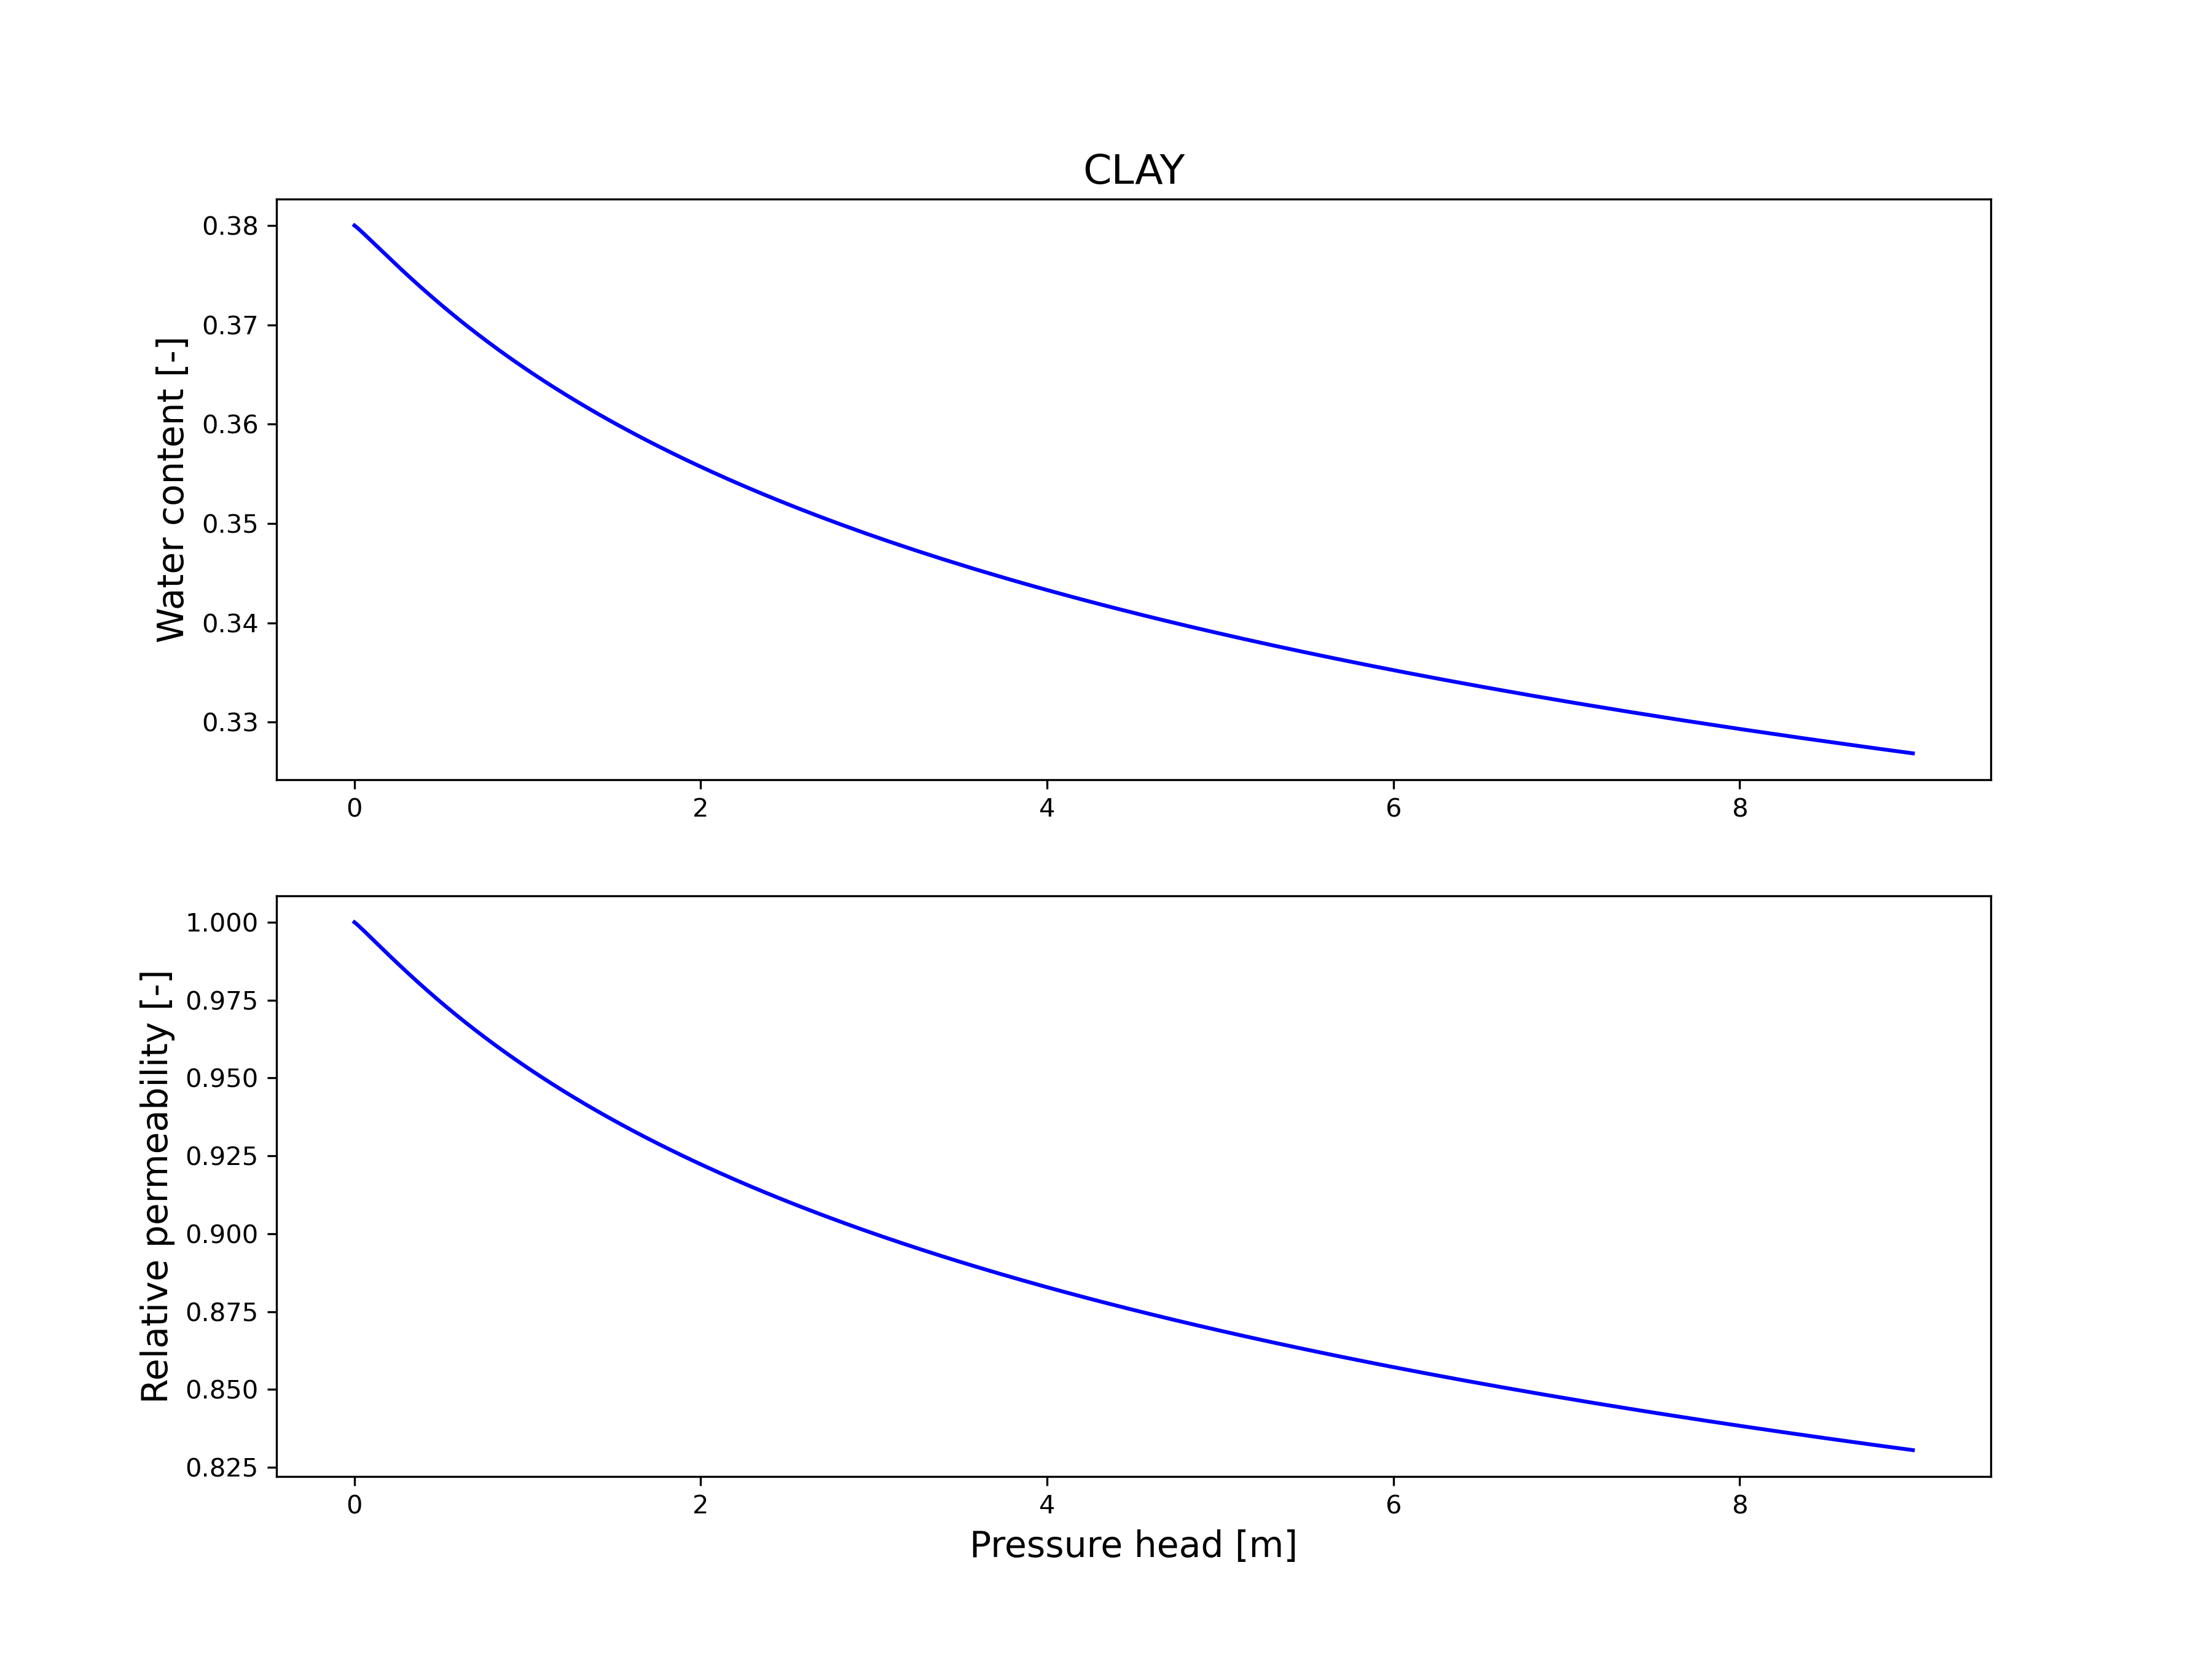 CLAY
Water content [-]
0.38
0.37
0.36
0.35
0.34
0.33
0 2 4 6 8
Relative permeability [-]
1.000
0.975
0.950
0.925
0.900
0.875
0.850
0.825
0 2 4 6 8
Pressure head [m]